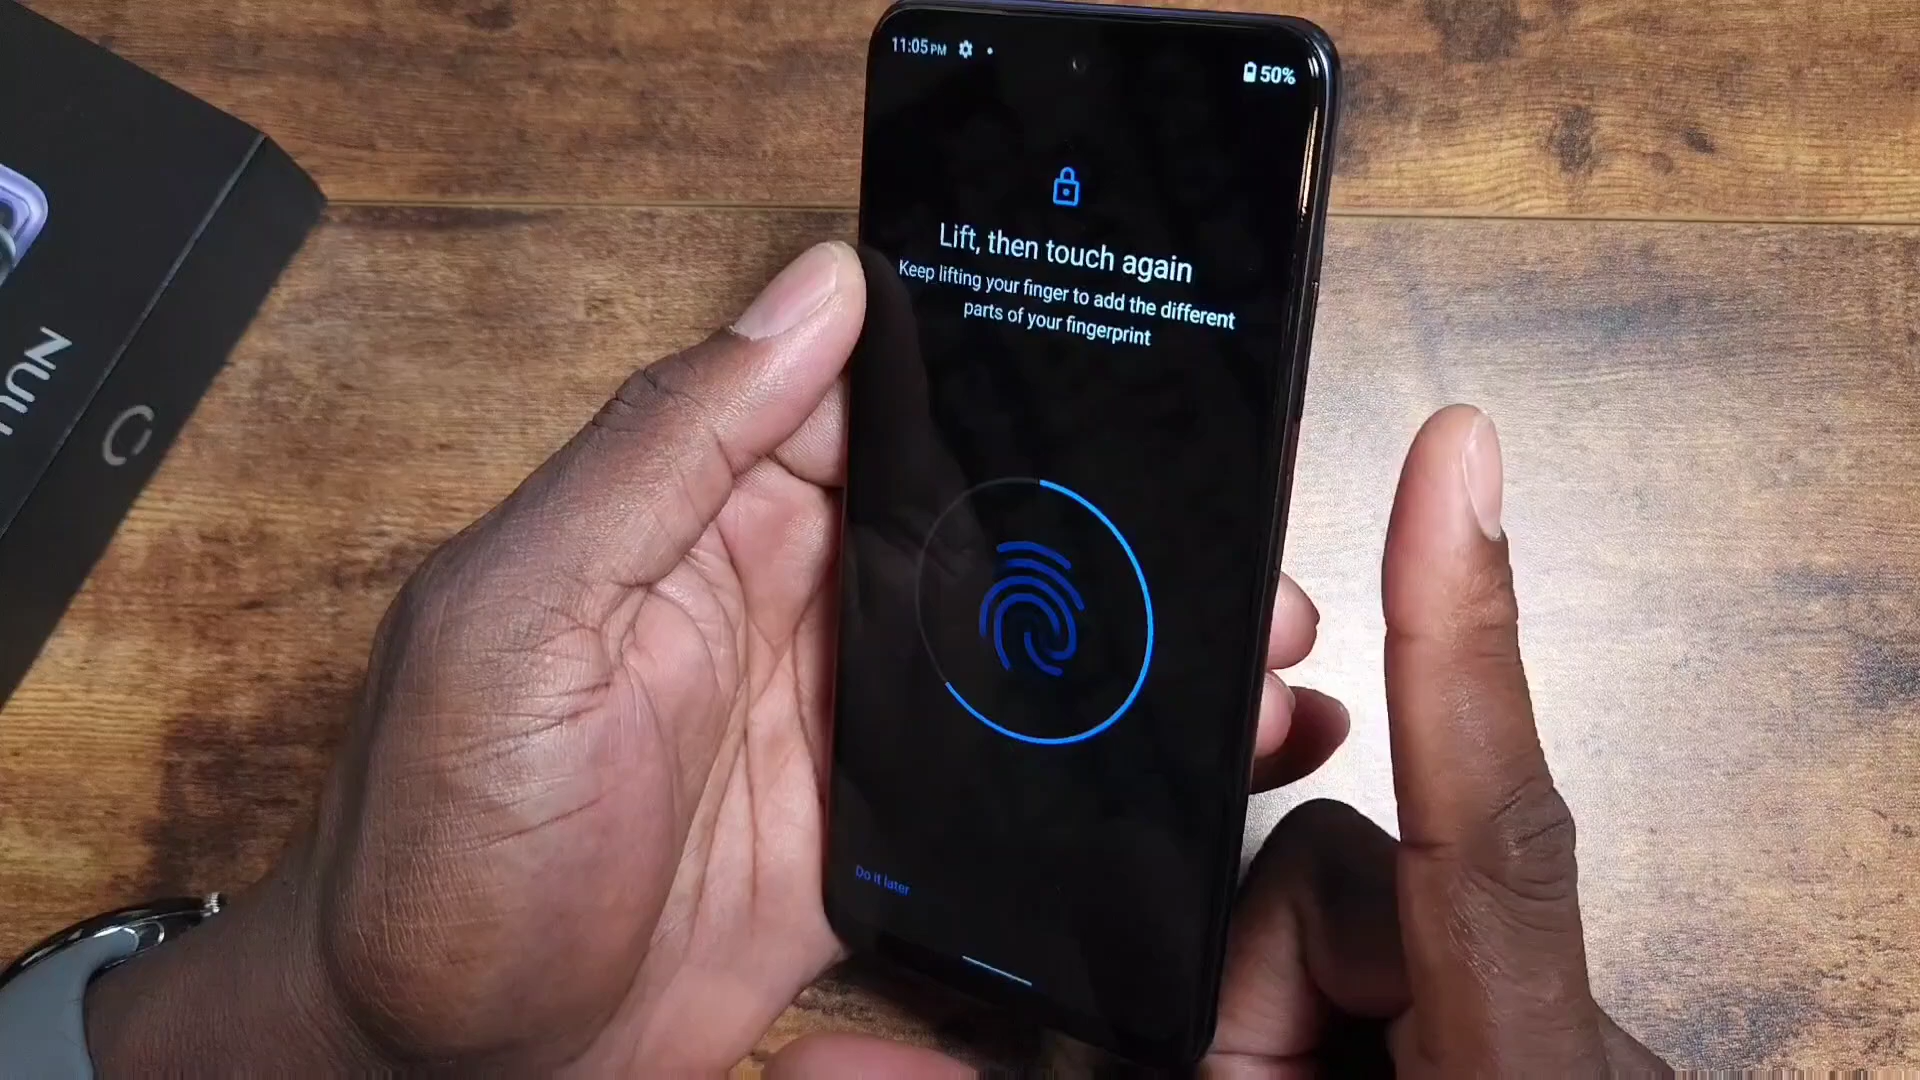 11:05 PM
50%
Lift, then touch again
Keep lifting your finger to add the different
parts of your fingerprint
Do it later